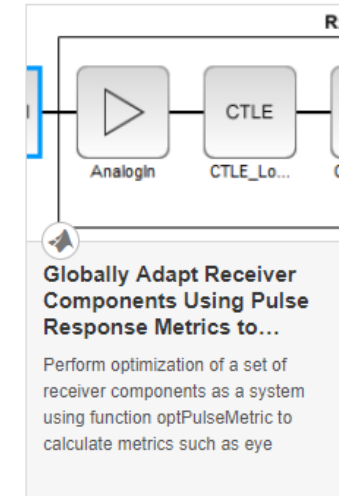 R
CTLE
AnalogIn
CTLE_Lo...
Globally Adapt Receiver
Components Using Pulse
Response Metrics to…
Perform optimization of a set of
receiver components as a system
using function optPulseMetric to
calculate metrics such as eye